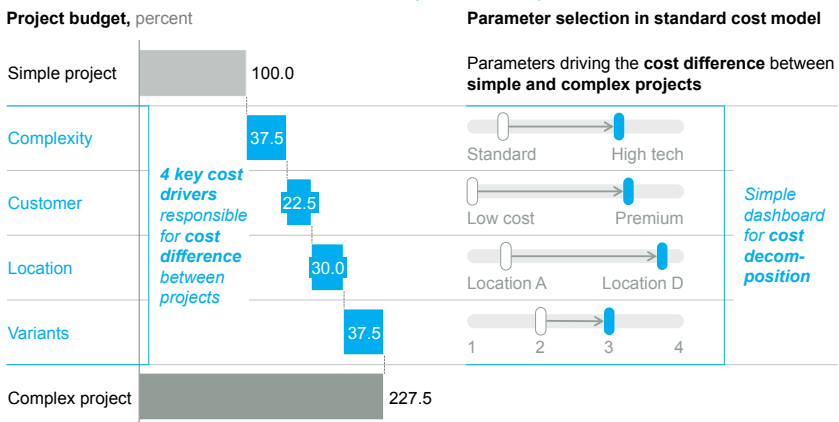 Project budget, percent
Parameter selection in standard cost model
Simple project
100.0
Parameters driving the cost difference between
simple and complex projects
Complexity
37.5
Standard
High tech
4 key cost
drivers
responsible
for cost
difference
between
projects
Customer
22.5
Low cost
Premium
Simple
dashboard
for cost
decom-
position
Location
30.0
Location A
Location D
Variants
37.5
1
2
3
4
Complex project
227.5